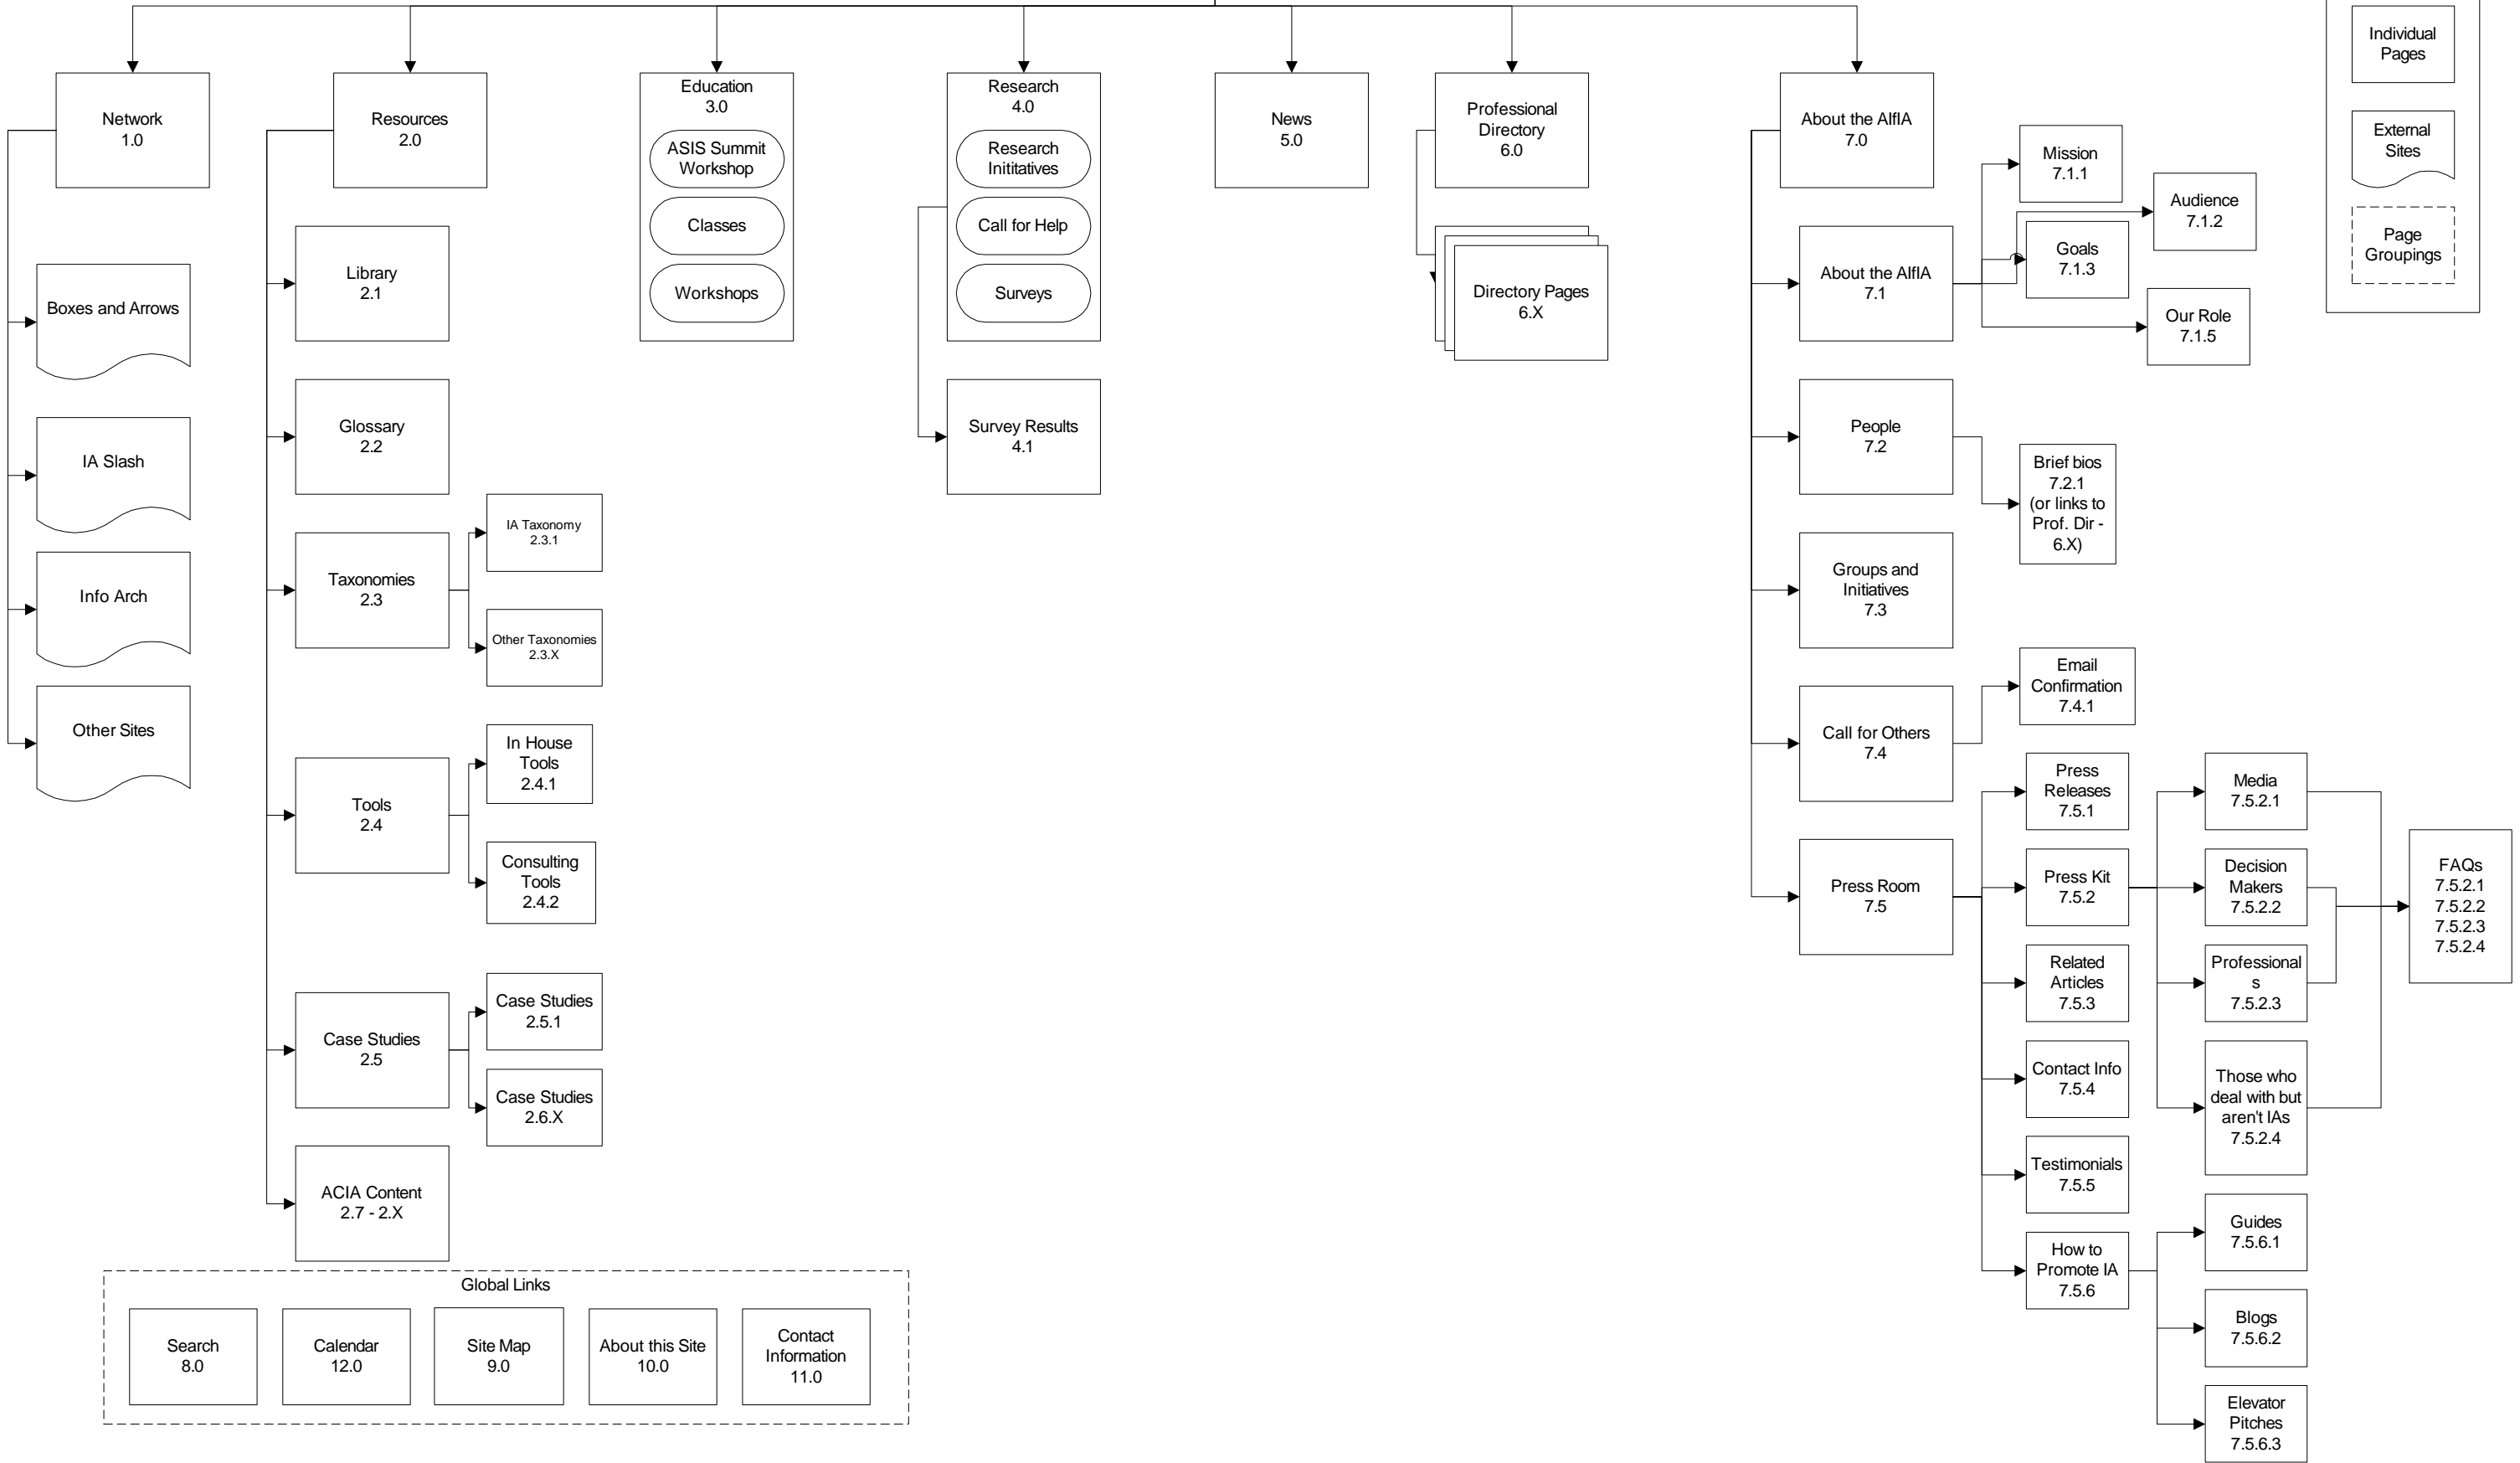 Individual
Pages
External
Sites
Page
Groupings
Network
1.0
Boxes and Arrows
IA Slash
Info Arch
Other Sites
Resources
2.0
Library
2.1
Glossary
2.2
Taxonomies
2.3
IA Taxonomy
2.3.1
Other Taxonomies
2.3.X
Tools
2.4
In House
Tools
2.4.1
Consulting
Tools
2.4.2
Case Studies
2.5
Case Studies
2.5.1
Case Studies
2.6.X
ACIA Content
2.7 - 2.X
Education
3.0
ASIS Summit
Workshop
Classes
Workshops
Research
4.0
Research
Inititatives
Call for Help
Surveys
Survey Results
4.1
News
5.0
Professional
Directory
6.0
Directory Pages
6.X
About the AIfIA
7.0
About the AIfIA
7.1
Mission
7.1.1
Audience
7.1.2
Goals
7.1.3
Our Role
7.1.5
People
7.2
Brief bios
7.2.1
(or links to
Prof. Dir -
6.X)
Groups and
Initiatives
7.3
Call for Others
7.4
Email
Confirmation
7.4.1
Press Room
7.5
Press
Releases
7.5.1
Press Kit
7.5.2
Media
7.5.2.1
Decision
Makers
7.5.2.2
Professional
s
7.5.2.3
Those who
deal with but
aren't IAs
7.5.2.4
FAQs
7.5.2.1
7.5.2.2
7.5.2.3
7.5.2.4
Related
Articles
7.5.3
Contact Info
7.5.4
Testimonials
7.5.5
How to
Promote IA
7.5.6
Guides
7.5.6.1
Blogs
7.5.6.2
Elevator
Pitches
7.5.6.3
Global Links
Search
8.0
Calendar
12.0
Site Map
9.0
About this Site
10.0
Contact
Information
11.0